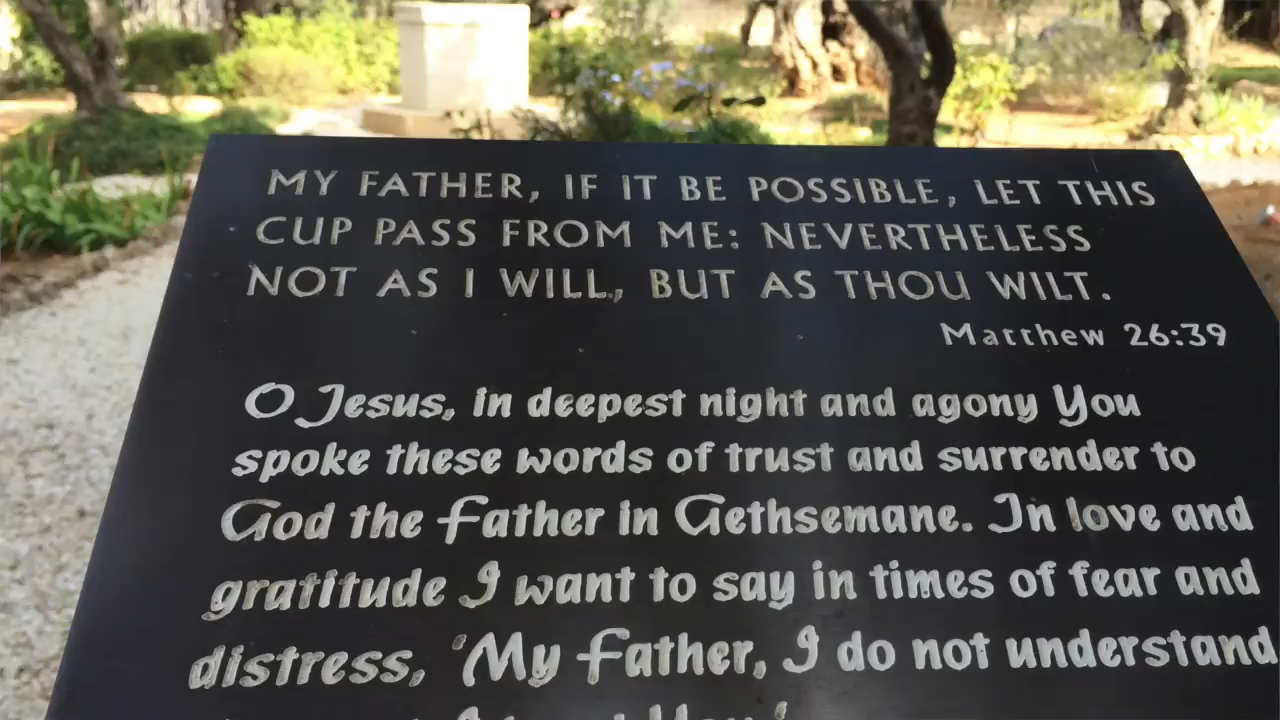 MY FATHER, IF IT BE POSSIBLE, LET THIS
CUP PASS FROM ME: NEVERTHELESS
NOT AS I WILL, BUT AS THOU WILT.
Matthew 26:39
O Jesus, in deepest night and agony You
spoke these words of trust and surrender to
God the Father in Gethsemane. In love and
gratitude I want to say in times of fear and
distress, 'My Father, I do not understand